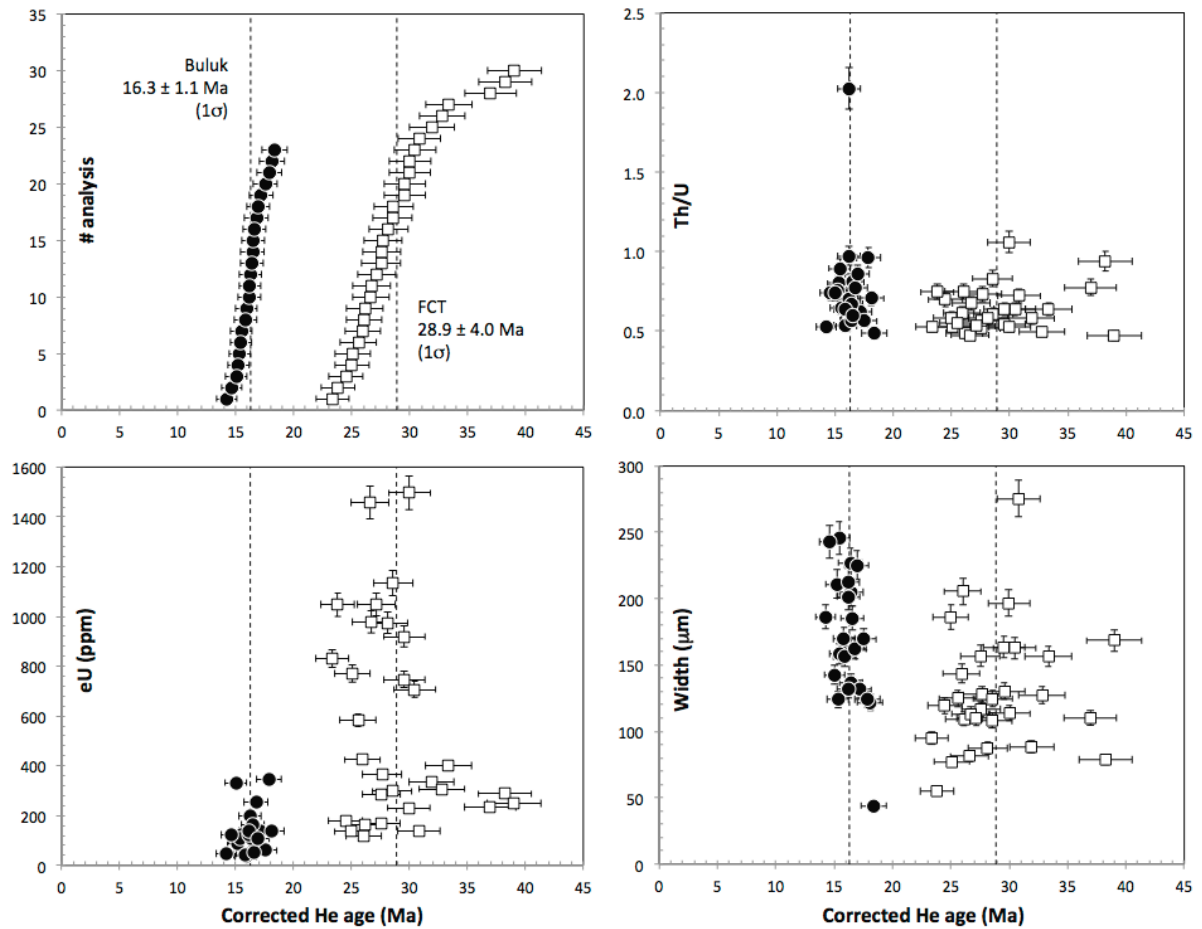 35
30
25
20
15
10
5
0
# analysis
Buluk
16.3 ± 1.1 Ma
(1σ)
FCT
28.9 ± 4.0 Ma
(1σ)
0 5 10 15 20 25 30 35 40 45
2.5
2.0
1.5
1.0
0.5
0.0
Th/U
0 5 10 15 20 25 30 35 40 45
1600
1400
1200
1000
800
600
400
200
0
eU (ppm)
0 5 10 15 20 25 30 35 40 45
Corrected He age (Ma)
300
250
200
150
100
50
0
Width (μm)
0 5 10 15 20 25 30 35 40 45
Corrected He age (Ma)